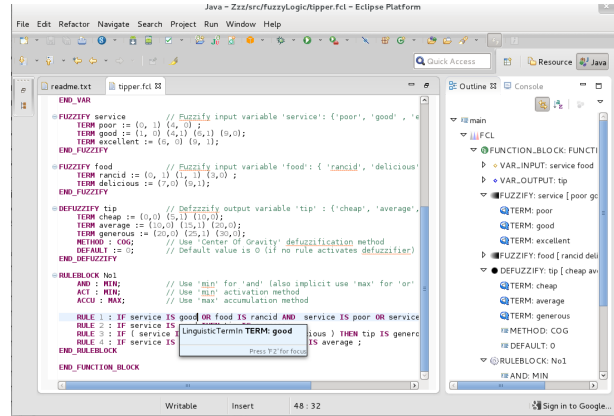 Java - Zzz/src/fuzzyLogic/tipper.fcl - Eclipse Platform
File Edit Refactor Navigate Search Project Run Window Help
Quick Access
Resource
Java
readme.txt
tipper.fcl
END_VAR
FUZZIFY service // Fuzzify input variable 'service': {'poor', 'good' , 'e
TERM poor := (0, 1) (4, 0) ;
TERM good := (1, 0) (4,1) (6,1) (9,0);
TERM excellent := (6, 0) (9, 1);
END_FUZZIFY
FUZZIFY food // Fuzzify input variable 'food': { 'rancid', 'delicious'
TERM rancid := (0, 1) (1, 1) (3,0) ;
TERM delicious := (7,0) (9,1);
END_FUZZIFY
DEFUZZIFY tip // Defzzzify output variable 'tip' : {'cheap', 'average',
TERM cheap := (0,0) (5,1) (10,0);
TERM average := (10,0) (15,1) (20,0);
TERM generous := (20,0) (25,1) (30,0);
METHOD : COG; // Use 'Center Of Gravity' defuzzification method
DEFAULT := 0; // Default value is 0 (if no rule activates defuzzifier)
END_DEFUZZIFY
RULEBLOCK No1
AND : MIN; // Use 'min' for 'and' (also implicit use 'max' for 'or'
ACT : MIN; // Use 'min' activation method
ACCU : MAX; // Use 'max' accumulation method
RULE 1 : IF service IS good OR food IS rancid AND service IS poor OR service
RULE 2 : IF service IS
RULE 3 : IF ( service I ious ) THEN tip IS genero
RULE 4 : IF service IS IS average ;
END_RULEBLOCK
END_FUNCTION_BLOCK
LinguisticTermIn TERM: good
Press 'F2' for focus
Outline
Console
main
FCL
FUNCTION_BLOCK: FUNCTI
VAR_INPUT: service food
VAR_OUTPUT: tip
FUZZIFY: service [ poor go
TERM: poor
TERM: good
TERM: excellent
FUZZIFY: food [ rancid deli
DEFUZZIFY: tip [ cheap av
TERM: cheap
TERM: average
TERM: generous
METHOD: COG
DEFAULT: 0
RULEBLOCK: No1
AND: MIN
Writable
Insert
48 : 32
Sign in to Google...